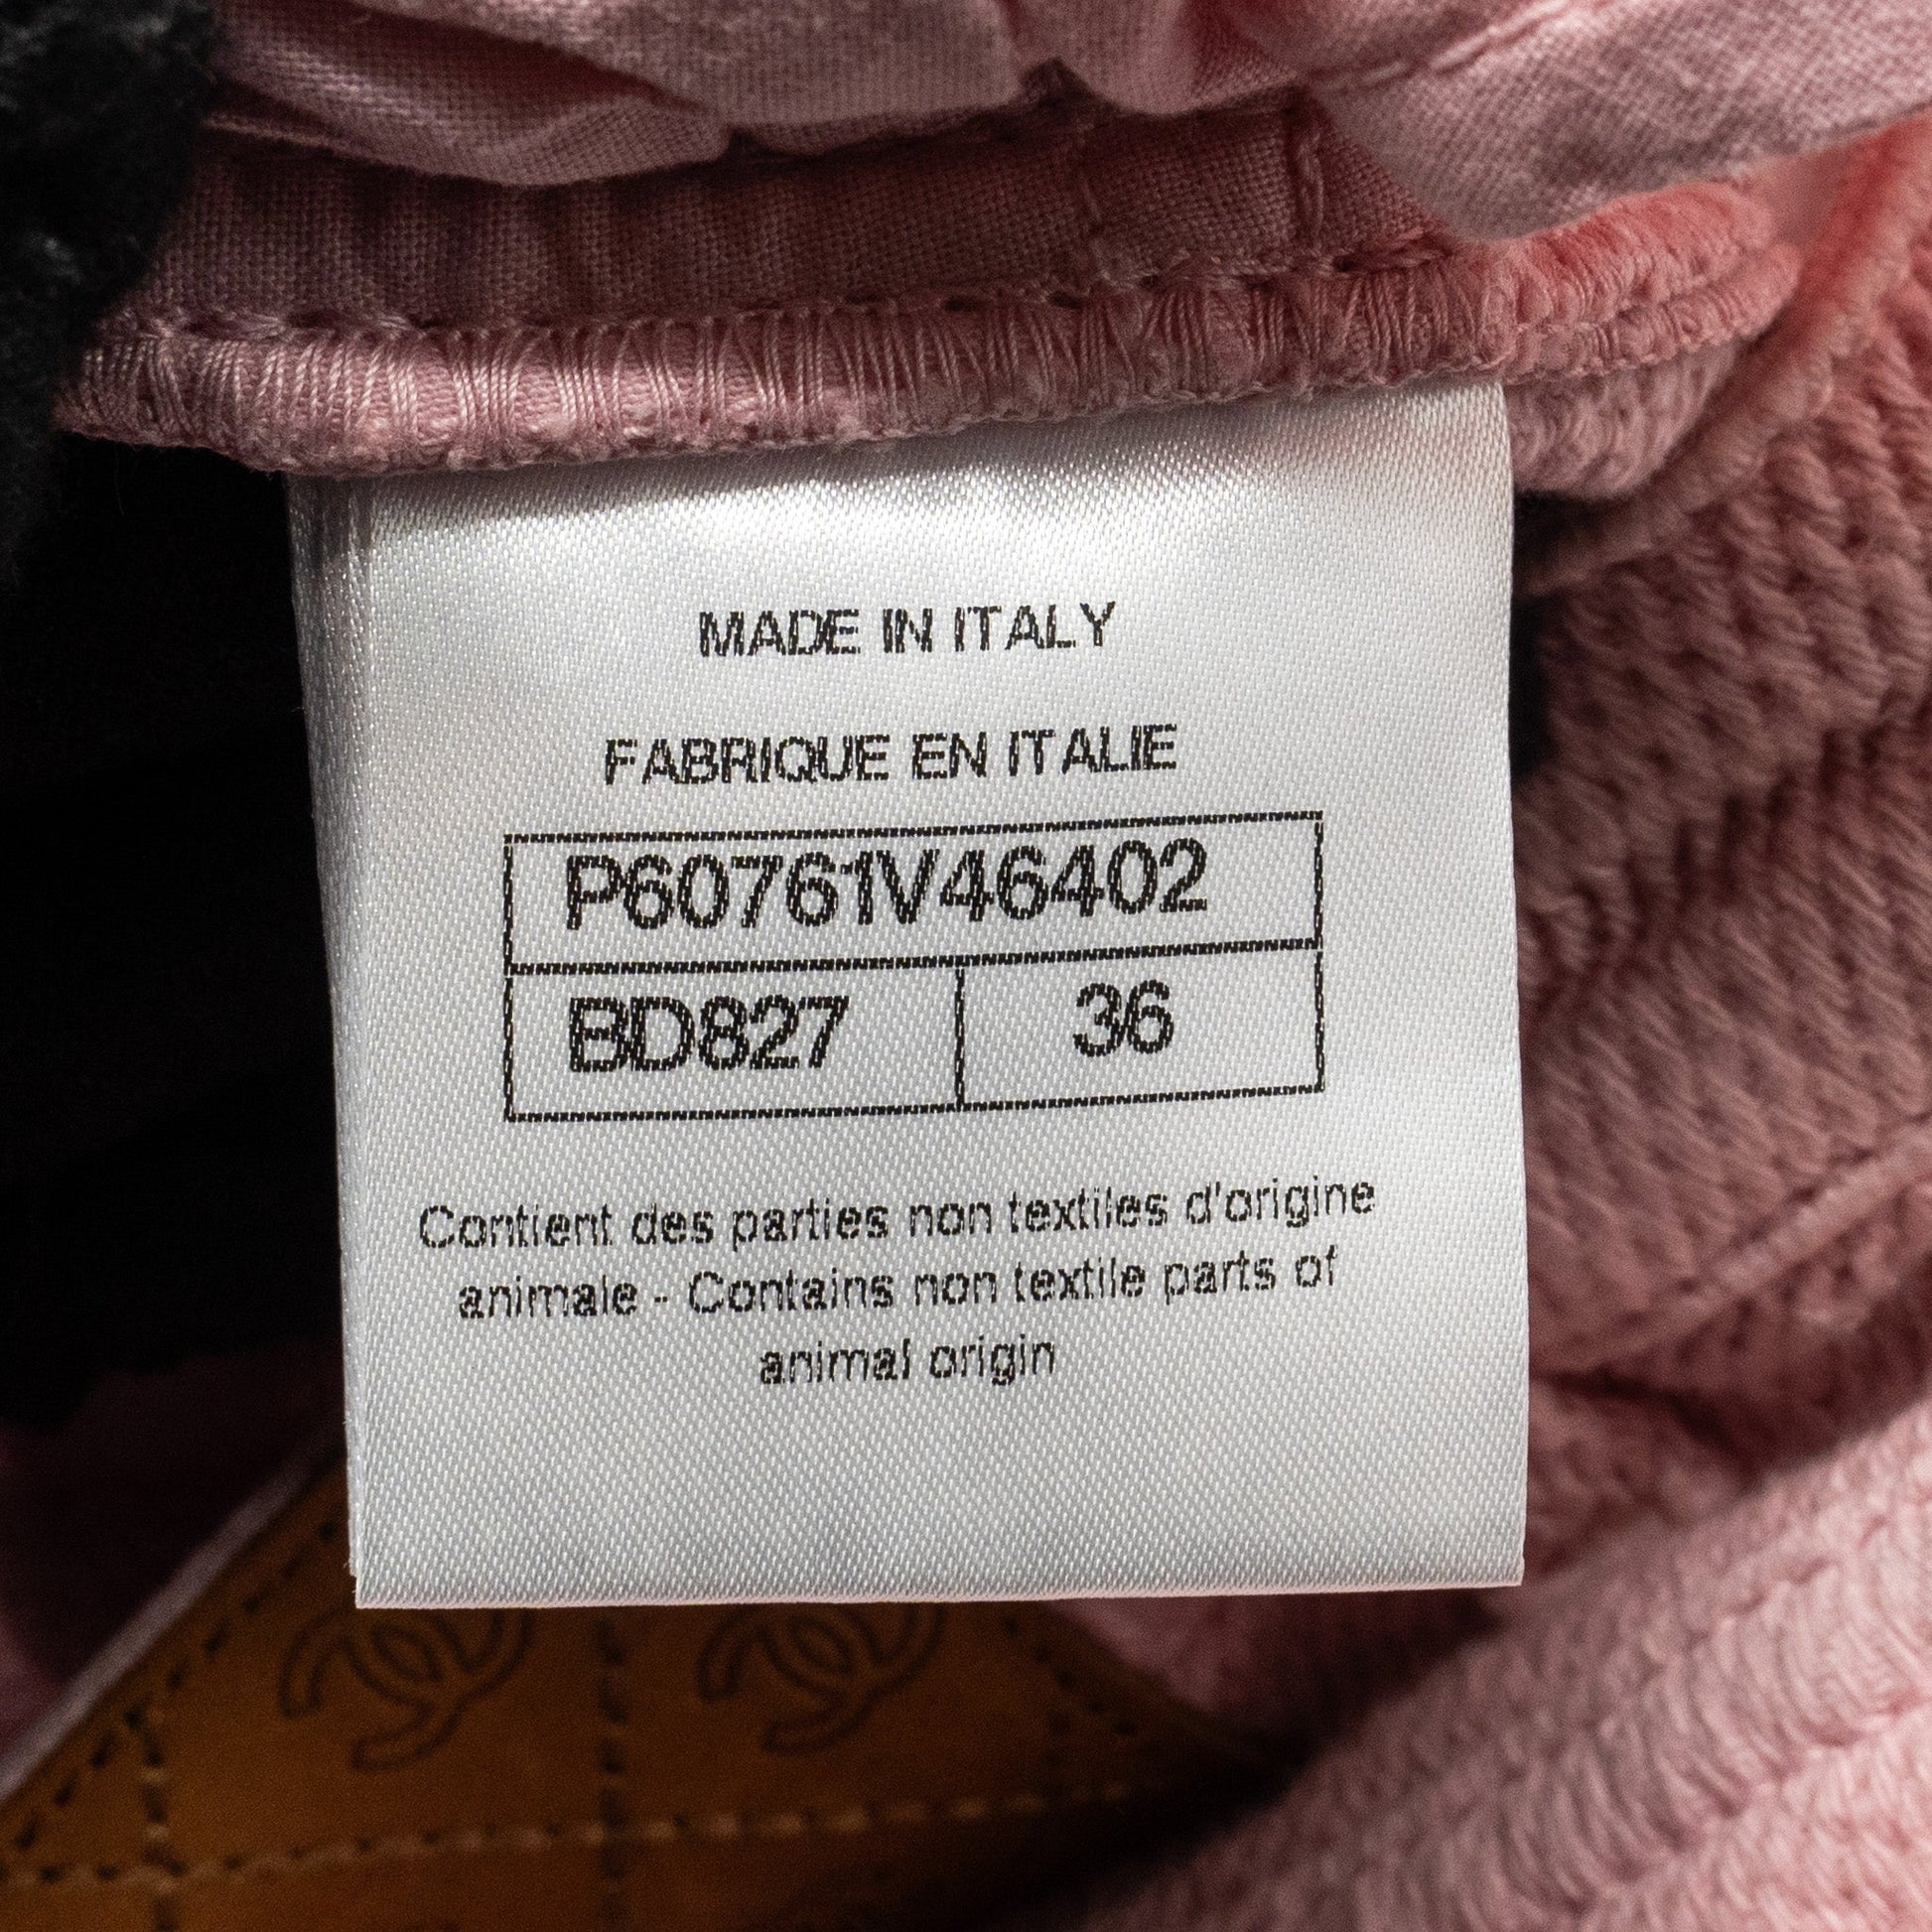 MADE IN ITALY
FABRIQUE EN ITALIE
P60761V46402
BD827 36
Contient des parties non textiles d'origine
animale - Contains non textile parts of
animal origin